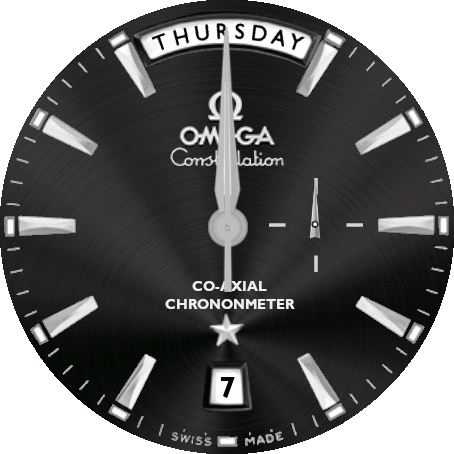 THURSDAY
Ω
OMEGA
Constellation
CO-AXIAL
CHRONONMETER
7
SWISS MADE